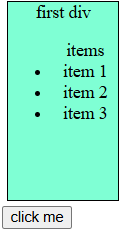 first div
items
item 1
item 2
item 3
click me